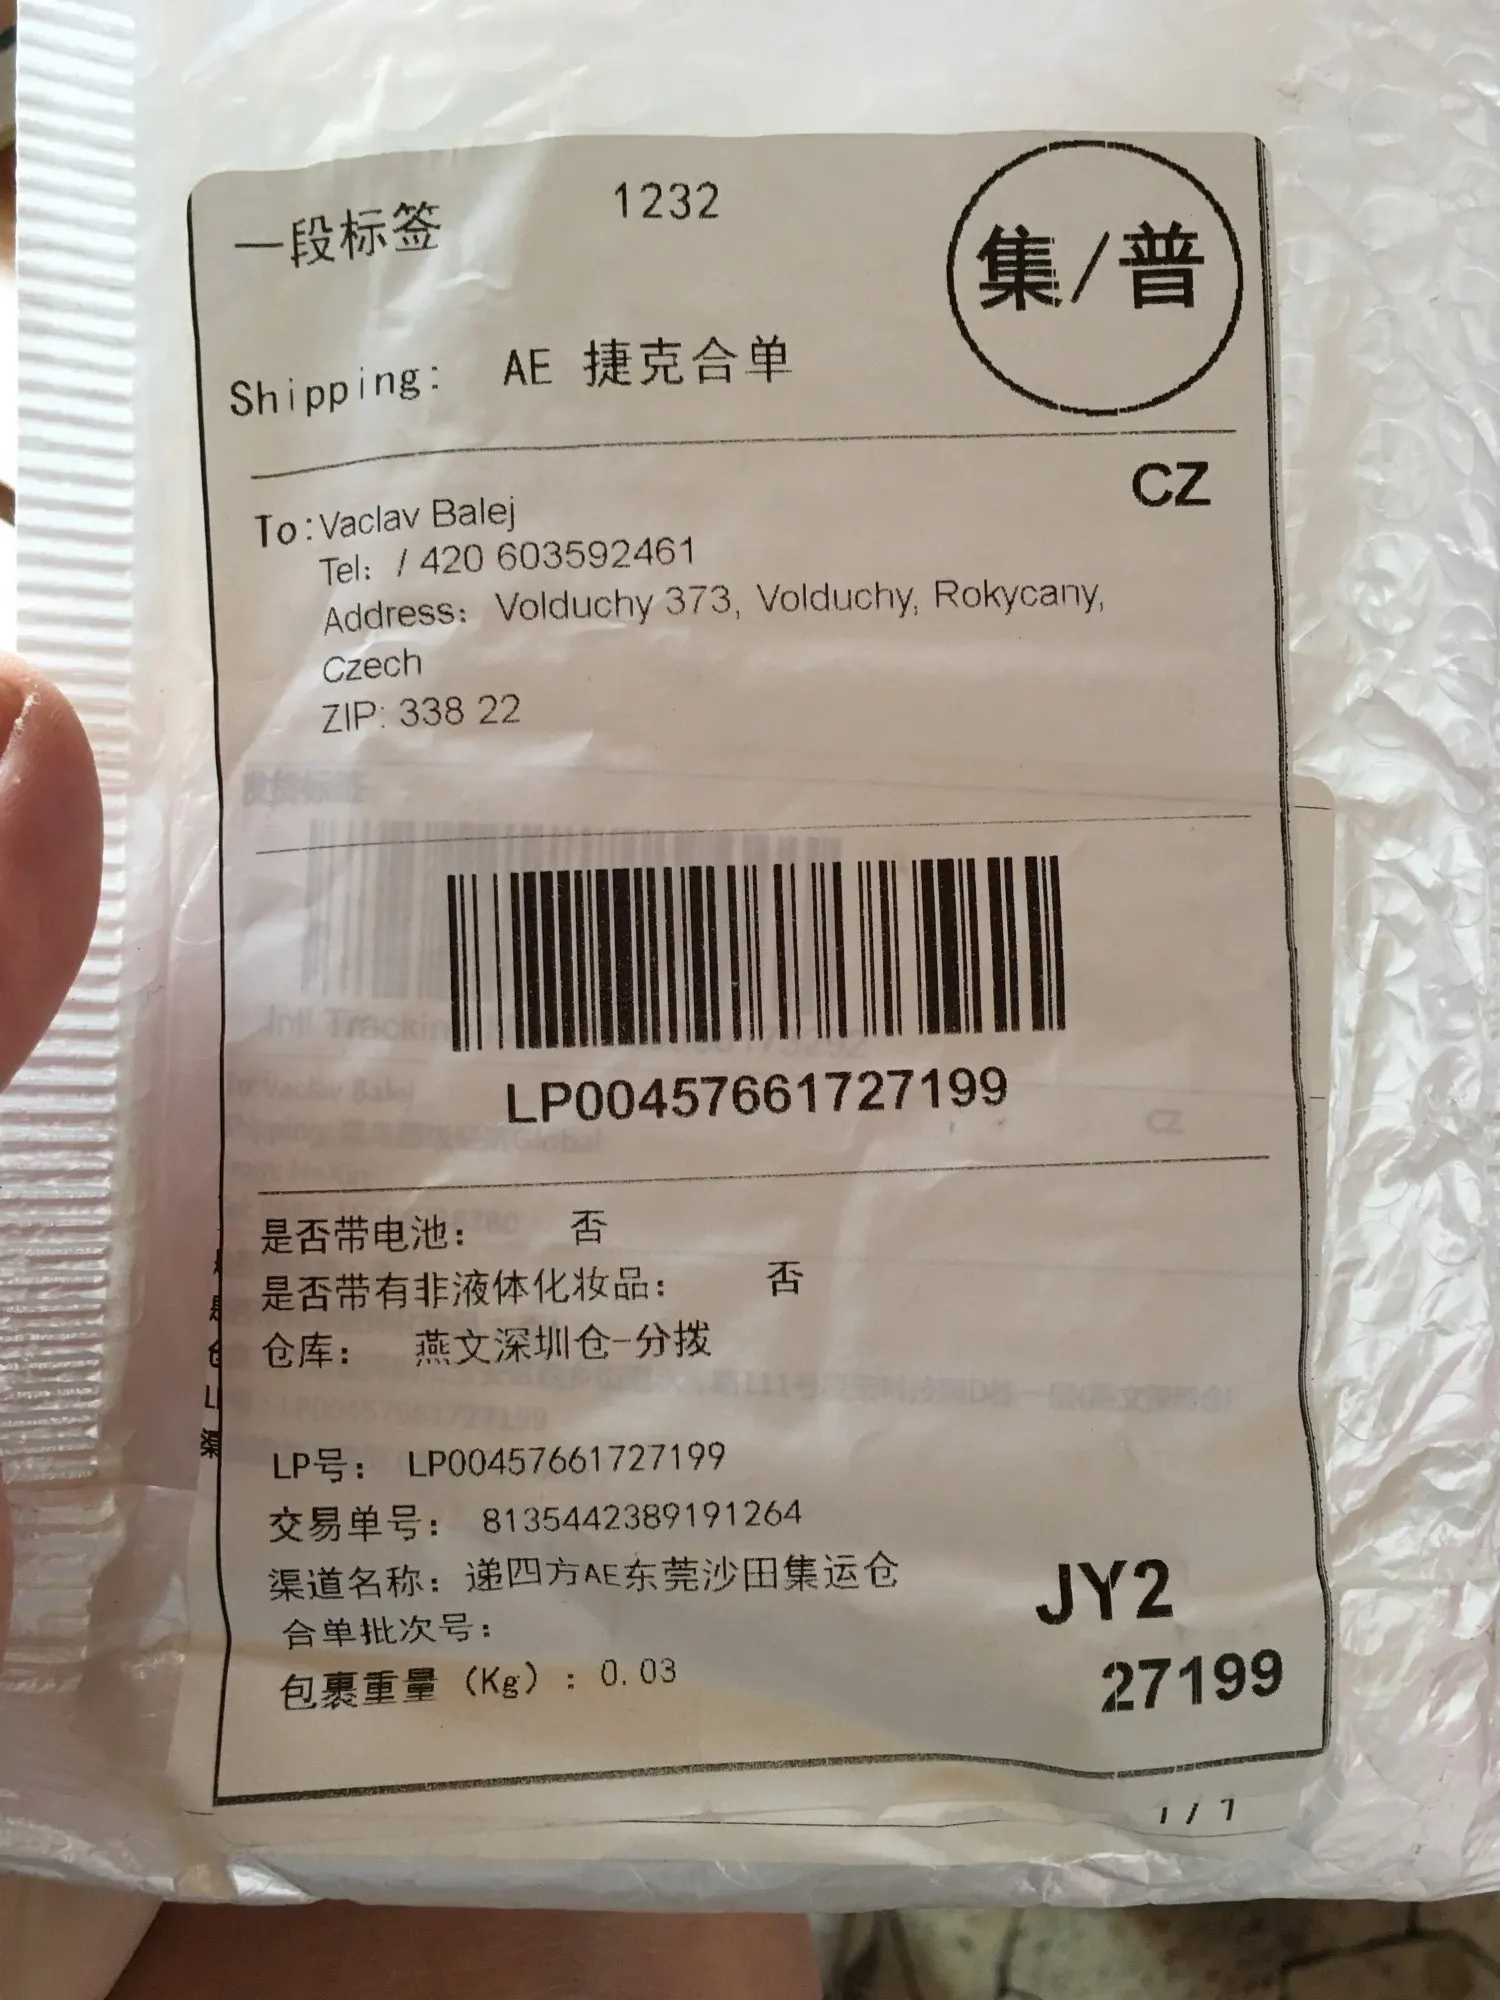 一段标签 1232
集/普
Shipping: AE 捷克合单
CZ
To:Vaclav Balej
Tel: / 420 603592461
Address: Volduchy 373, Volduchy, Rokycany,
Czech
ZIP: 338 22
LP00457661727199
是否带电池: 否
是否带有非液体化妆品: 否
仓库: 燕文深圳仓-分拨
LP号: LP00457661727199
交易单号: 8135442389191264
渠道名称: 递四方AE东莞沙田集运仓
JY2
合单批次号:
包裹重量 (Kg) : 0.03
27199
1 / 1